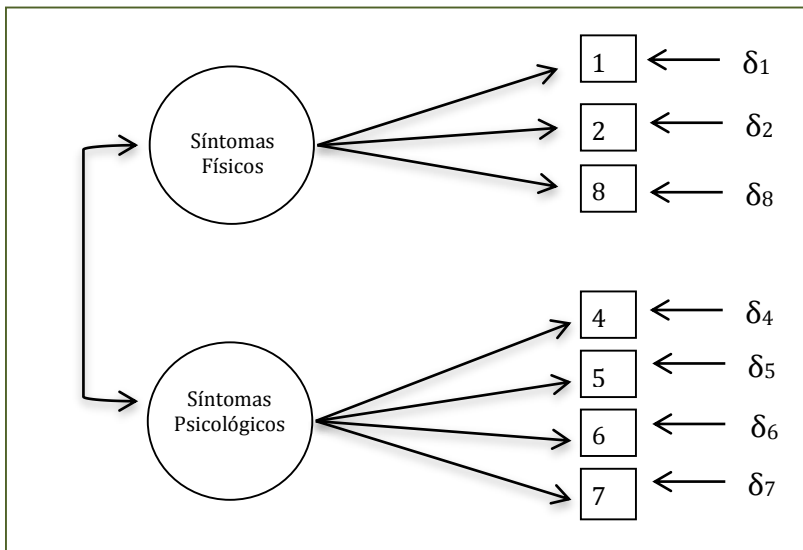 1
δ1
Síntomas
Físicos
2
δ2
8
δ8
4
δ4
Síntomas
Psicológicos
5
δ5
6
δ6
7
δ7